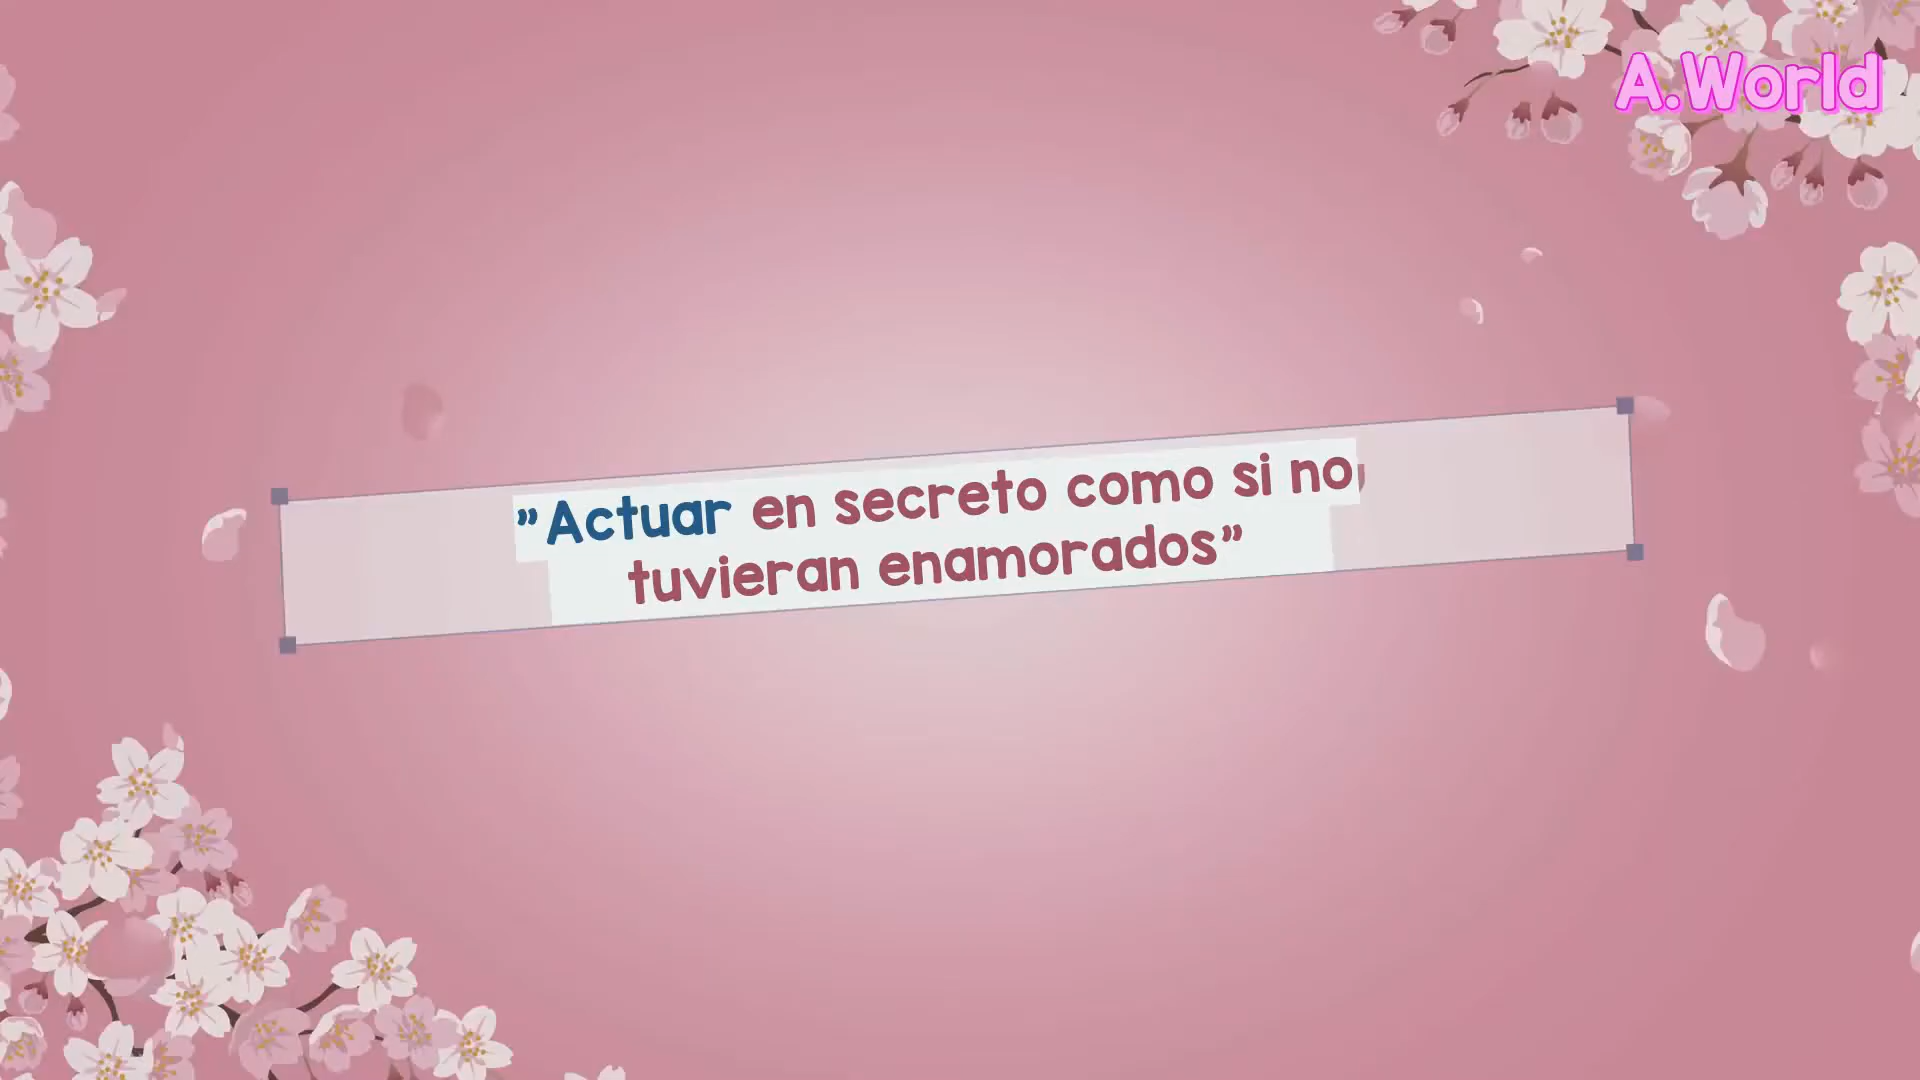 A.World
”Actuar en secreto como si no
tuvieran enamorados”